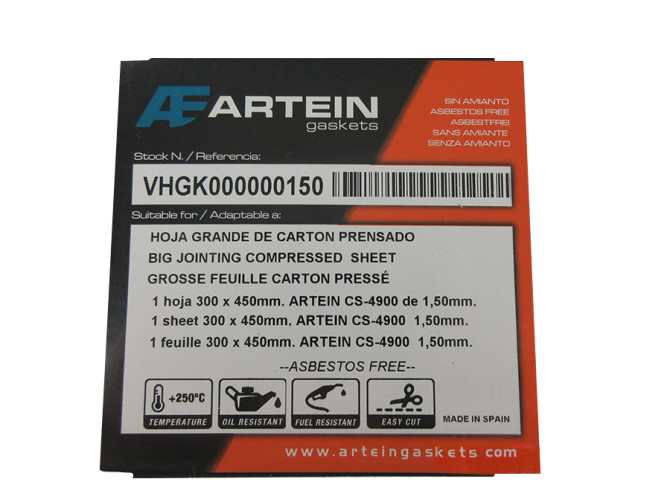 ARTEIN
gaskets
SIN AMIANTO
ASBESTOS FREE
ASBESTFREI
SANS AMIANTE
SENZA AMIANTO
Stock N. / Referencia:
VHGK000000150
Suitable for / Adaptable a:
HOJA GRANDE DE CARTON PRENSADO
BIG JOINTING COMPRESSED SHEET
GROSSE FEUILLE CARTON PRESSÉ
1 hoja 300 x 450mm. ARTEIN CS-4900 de 1,50mm.
1 sheet 300 x 450mm. ARTEIN CS-4900 1,50mm.
1 feuille 300 x 450mm. ARTEIN CS-4900 1,50mm.
--ASBESTOS FREE--
+250ºC
TEMPERATURE
OIL RESISTANT
FUEL RESISTANT
EASY CUT
MADE IN SPAIN
www.arteingaskets.com